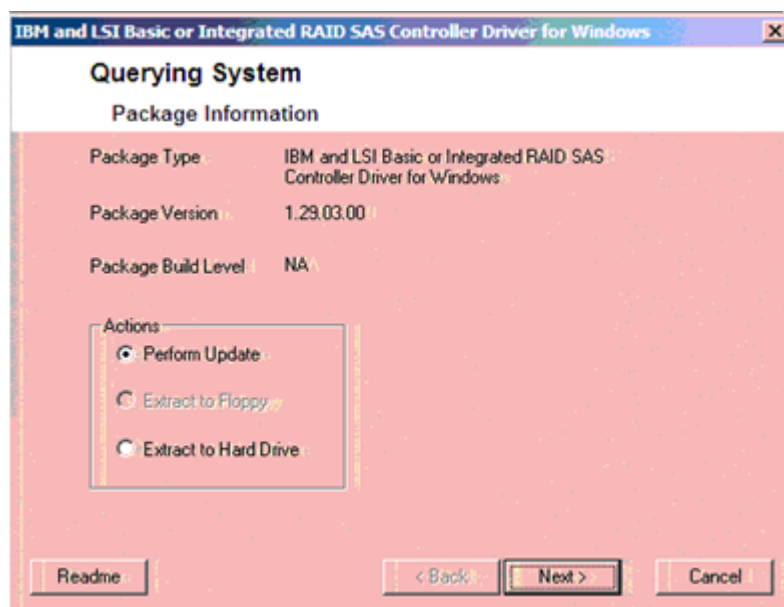 IBM and LSI Basic or Integrated RAID SAS Controller Driver for Windows
Querying System
Package Information
Package Type
IBM and LSI Basic or Integrated RAID SAS
Controller Driver for Windows
Package Version
1.29.03.00
Package Build Level
NA
Actions
Perform Update
Extract to Floppy
Extract to Hard Drive
Readme
< Back
Next >
Cancel